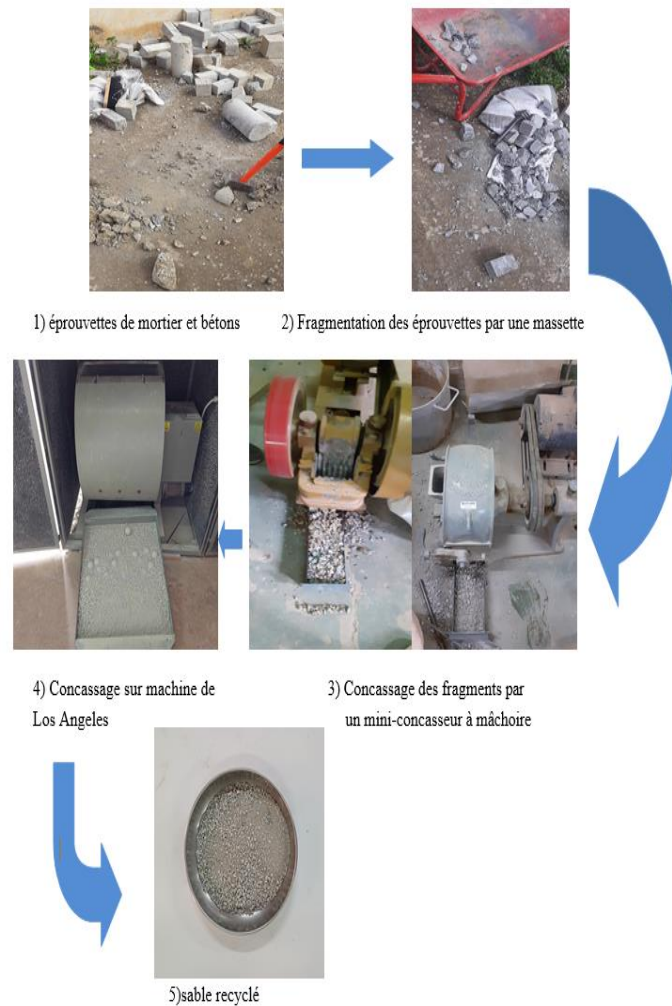 1) éprouvettes de mortier et bétons
2) Fragmentation des éprouvettes par une massette
3) Concassage des fragments par
un mini-concasseur à mâchoire
4) Concassage sur machine de
Los Angeles
5)sable recyclé